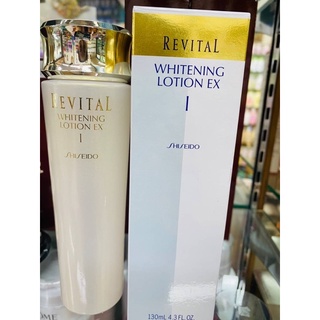 REVITAL
WHITENING
LOTION EX
I
SHISEIDO
REVITAL
WHITENING
LOTION EX
I
SHISEIDO
130mL 4.3 FL. OZ.